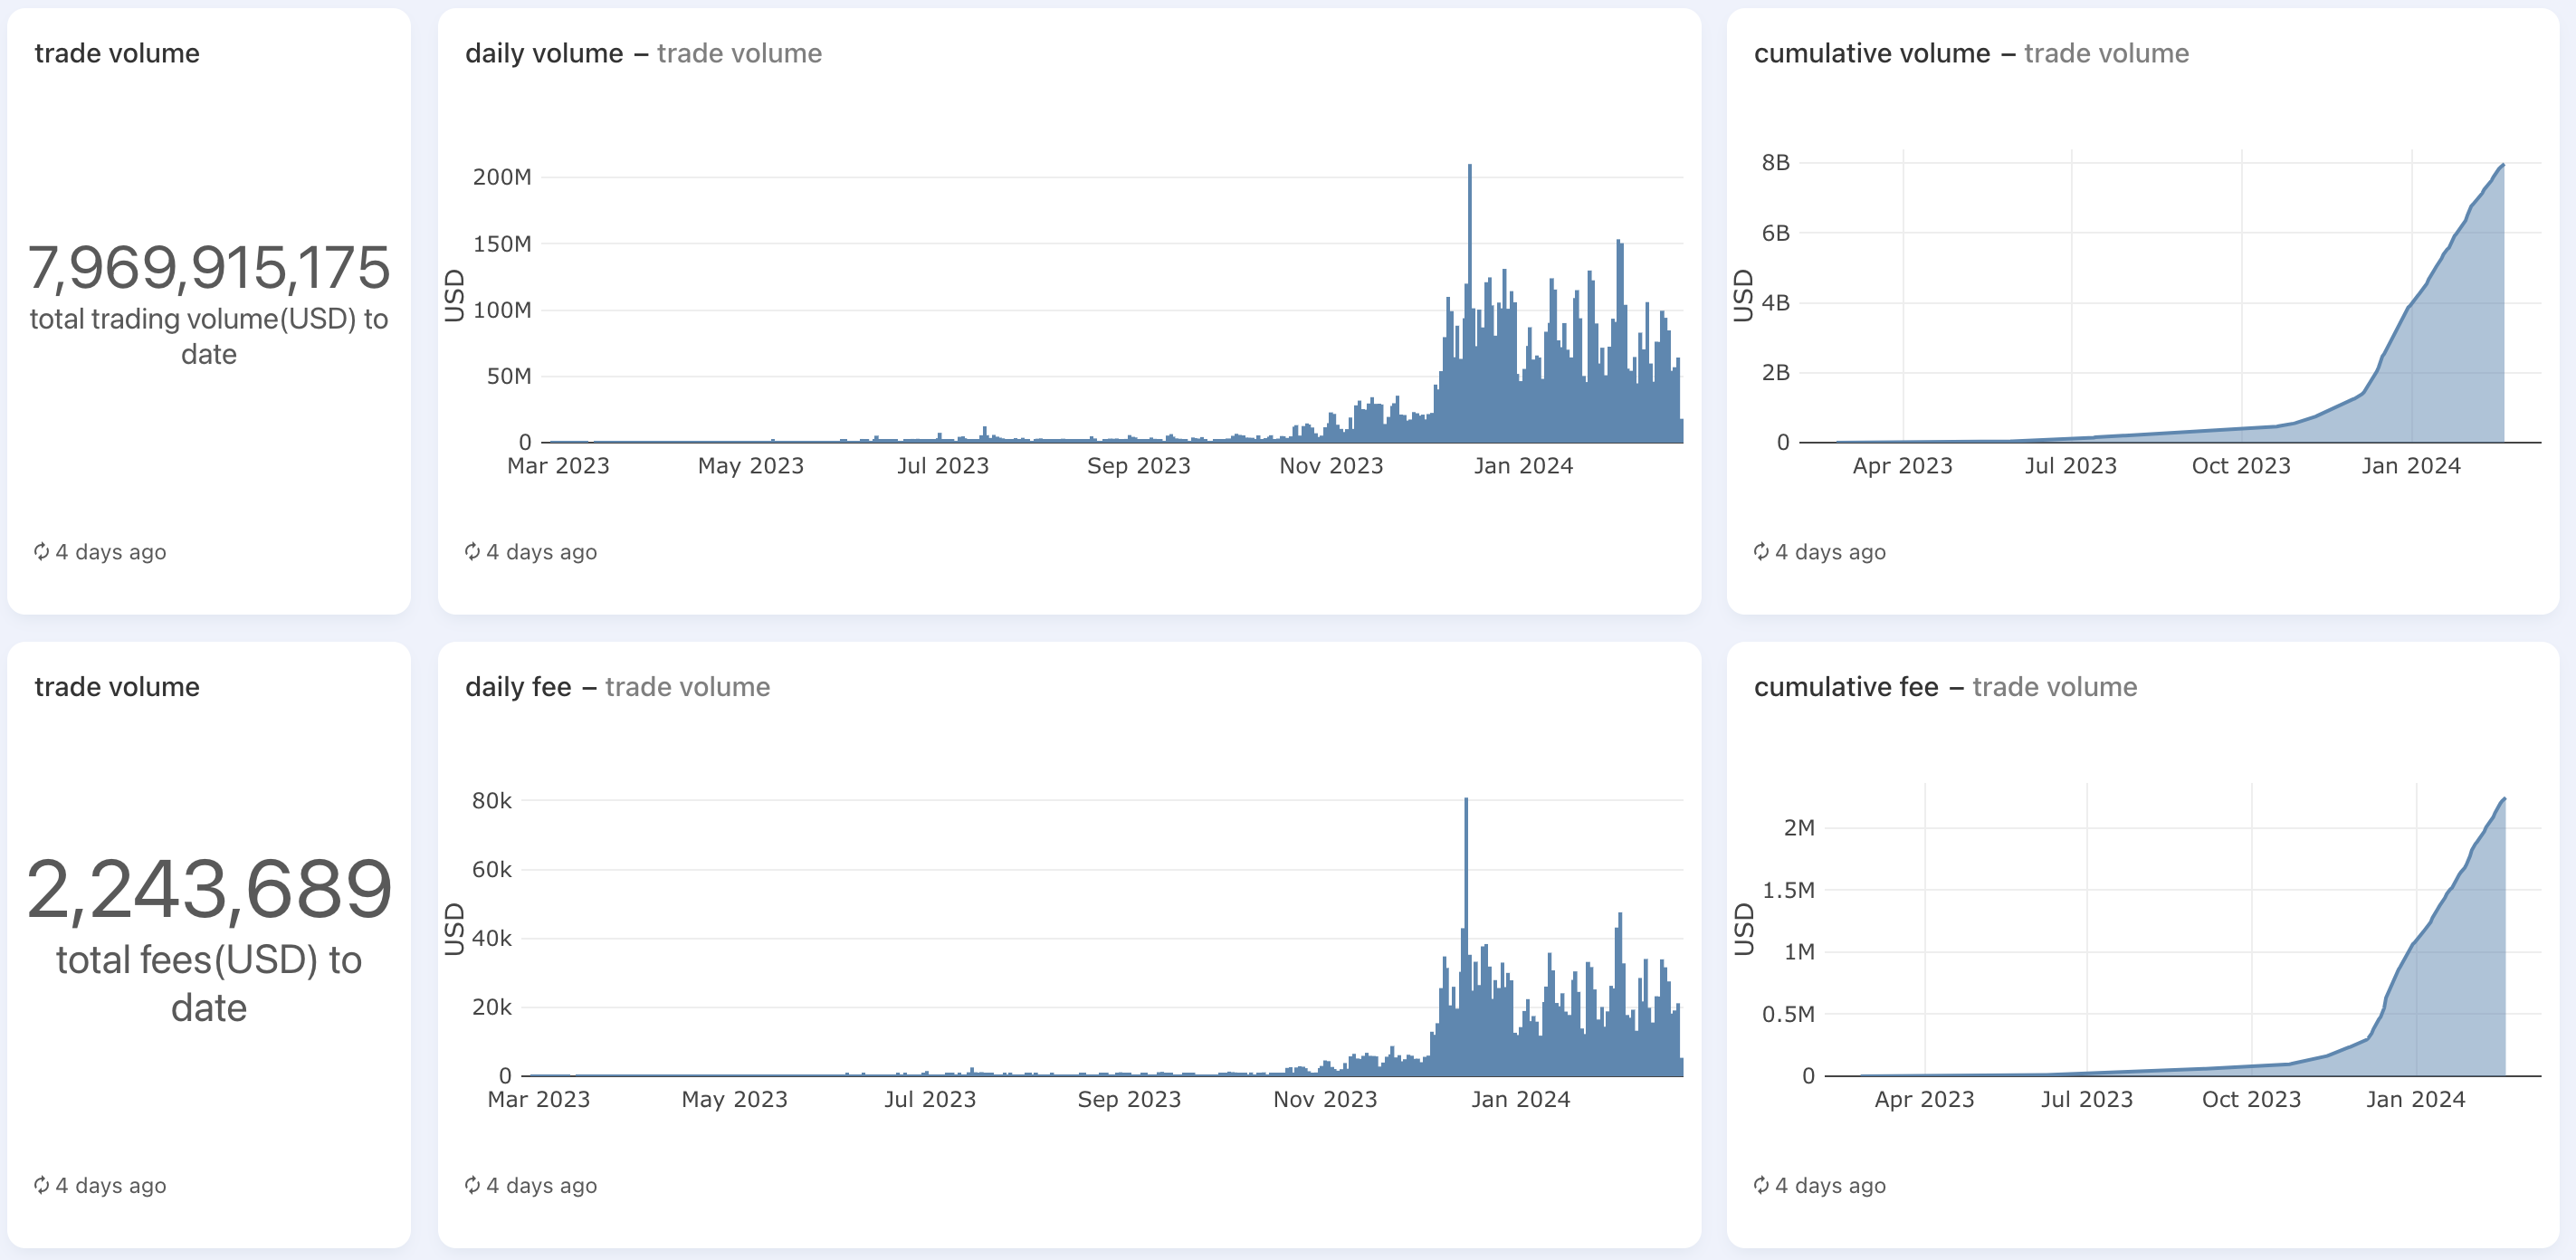 trade volume
7,969,915,175
total trading volume(USD) to
date
4 days ago
daily volume – trade volume
200M
150M
100M
50M
0
USD
Mar 2023 May 2023 Jul 2023 Sep 2023 Nov 2023 Jan 2024
4 days ago
cumulative volume – trade volume
8B
6B
4B
2B
0
USD
Apr 2023 Jul 2023 Oct 2023 Jan 2024
4 days ago
trade volume
2,243,689
total fees(USD) to
date
4 days ago
daily fee – trade volume
80k
60k
40k
20k
0
USD
Mar 2023 May 2023 Jul 2023 Sep 2023 Nov 2023 Jan 2024
4 days ago
cumulative fee – trade volume
2M
1.5M
1M
0.5M
0
USD
Apr 2023 Jul 2023 Oct 2023 Jan 2024
4 days ago